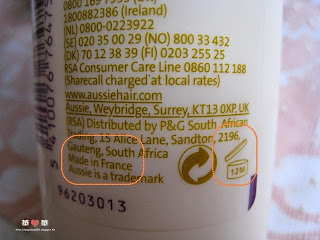 1800882386 (Ireland)
(NL) 0800-0223922
(SE) 020 35 00 29 (NO) 800 33 432
(DK) 70 12 38 39 (FI) 0203 255 25
RSA Consumer Care Line 0860 112 188
(Sharecall charged at local rates)
www.aussiehair.com
Aussie, Weybridge, Surrey, KT13 0XP, UK
(RSA) Distributed by P&G South African
Trading, 15 Alice Lane, Sandton, 2196,
Gauteng, South Africa
Made in France
Aussie is a trademark
12M
96203013